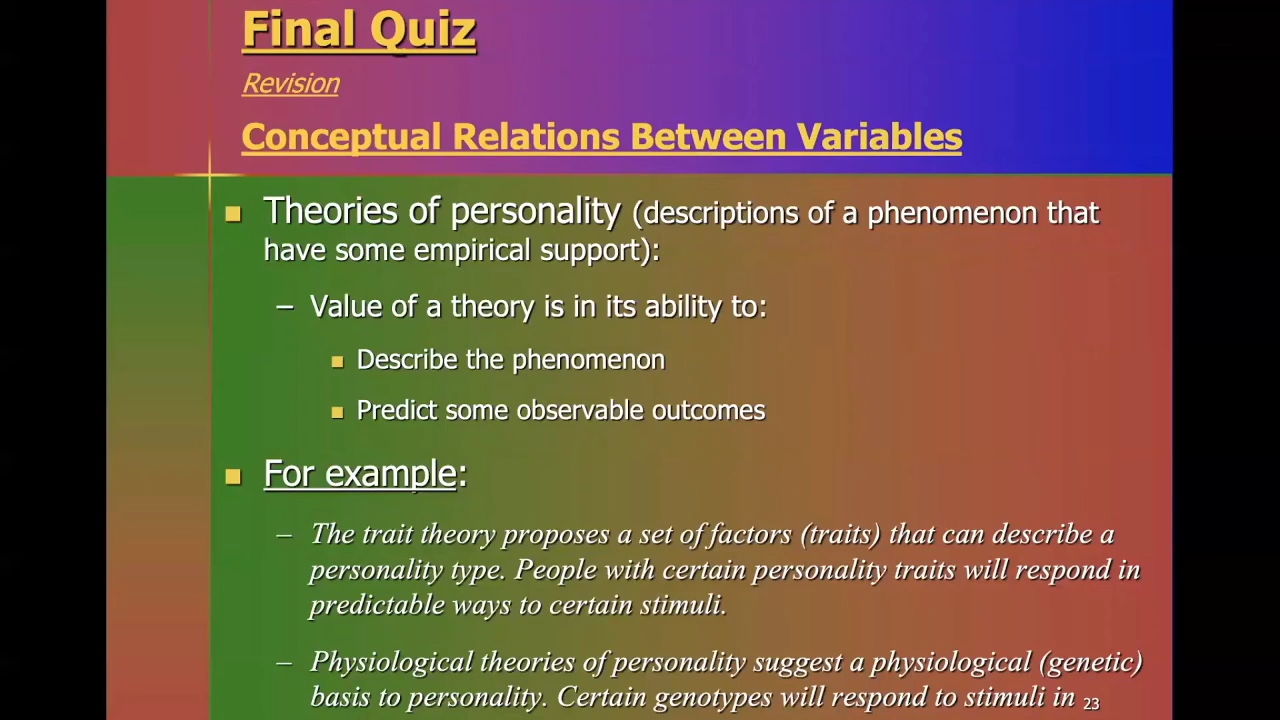 Final Quiz
Revision
Conceptual Relations Between Variables
Theories of personality (descriptions of a phenomenon that
have some empirical support):
– Value of a theory is in its ability to:
Describe the phenomenon
Predict some observable outcomes
For example:
– The trait theory proposes a set of factors (traits) that can describe a
personality type. People with certain personality traits will respond in
predictable ways to certain stimuli.
– Physiological theories of personality suggest a physiological (genetic)
basis to personality. Certain genotypes will respond to stimuli in 23